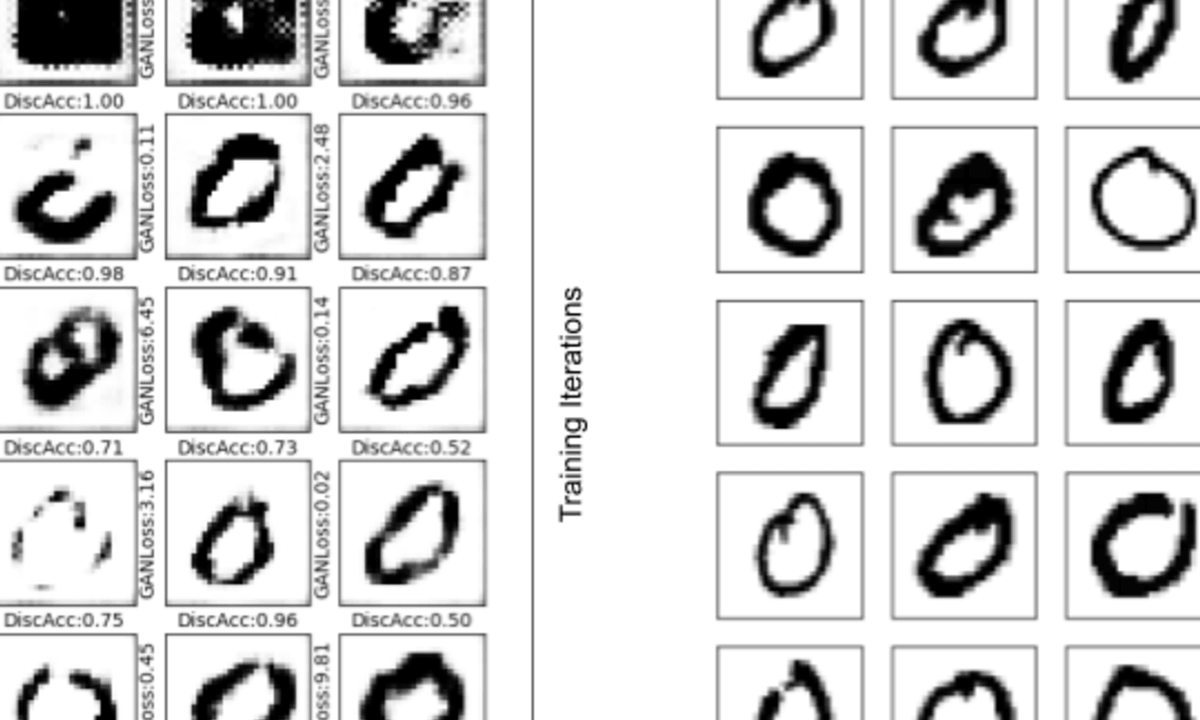 GANLoss:
GANLoss:
DiscAcc:1.00
DiscAcc:1.00
DiscAcc:0.96
GANLoss:0.11
GANLoss:2.48
DiscAcc:0.98
DiscAcc:0.91
DiscAcc:0.87
GANLoss:6.45
GANLoss:0.14
DiscAcc:0.71
DiscAcc:0.73
DiscAcc:0.52
GANLoss:3.16
GANLoss:0.02
DiscAcc:0.75
DiscAcc:0.96
DiscAcc:0.50
oss:0.45
oss:9.81
Training Iterations